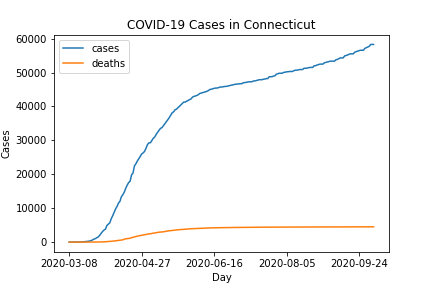 COVID-19 Cases in Connecticut
cases
deaths
60000
50000
40000
30000
20000
10000
0
Cases
2020-03-08 2020-04-27 2020-06-16 2020-08-05 2020-09-24
Day